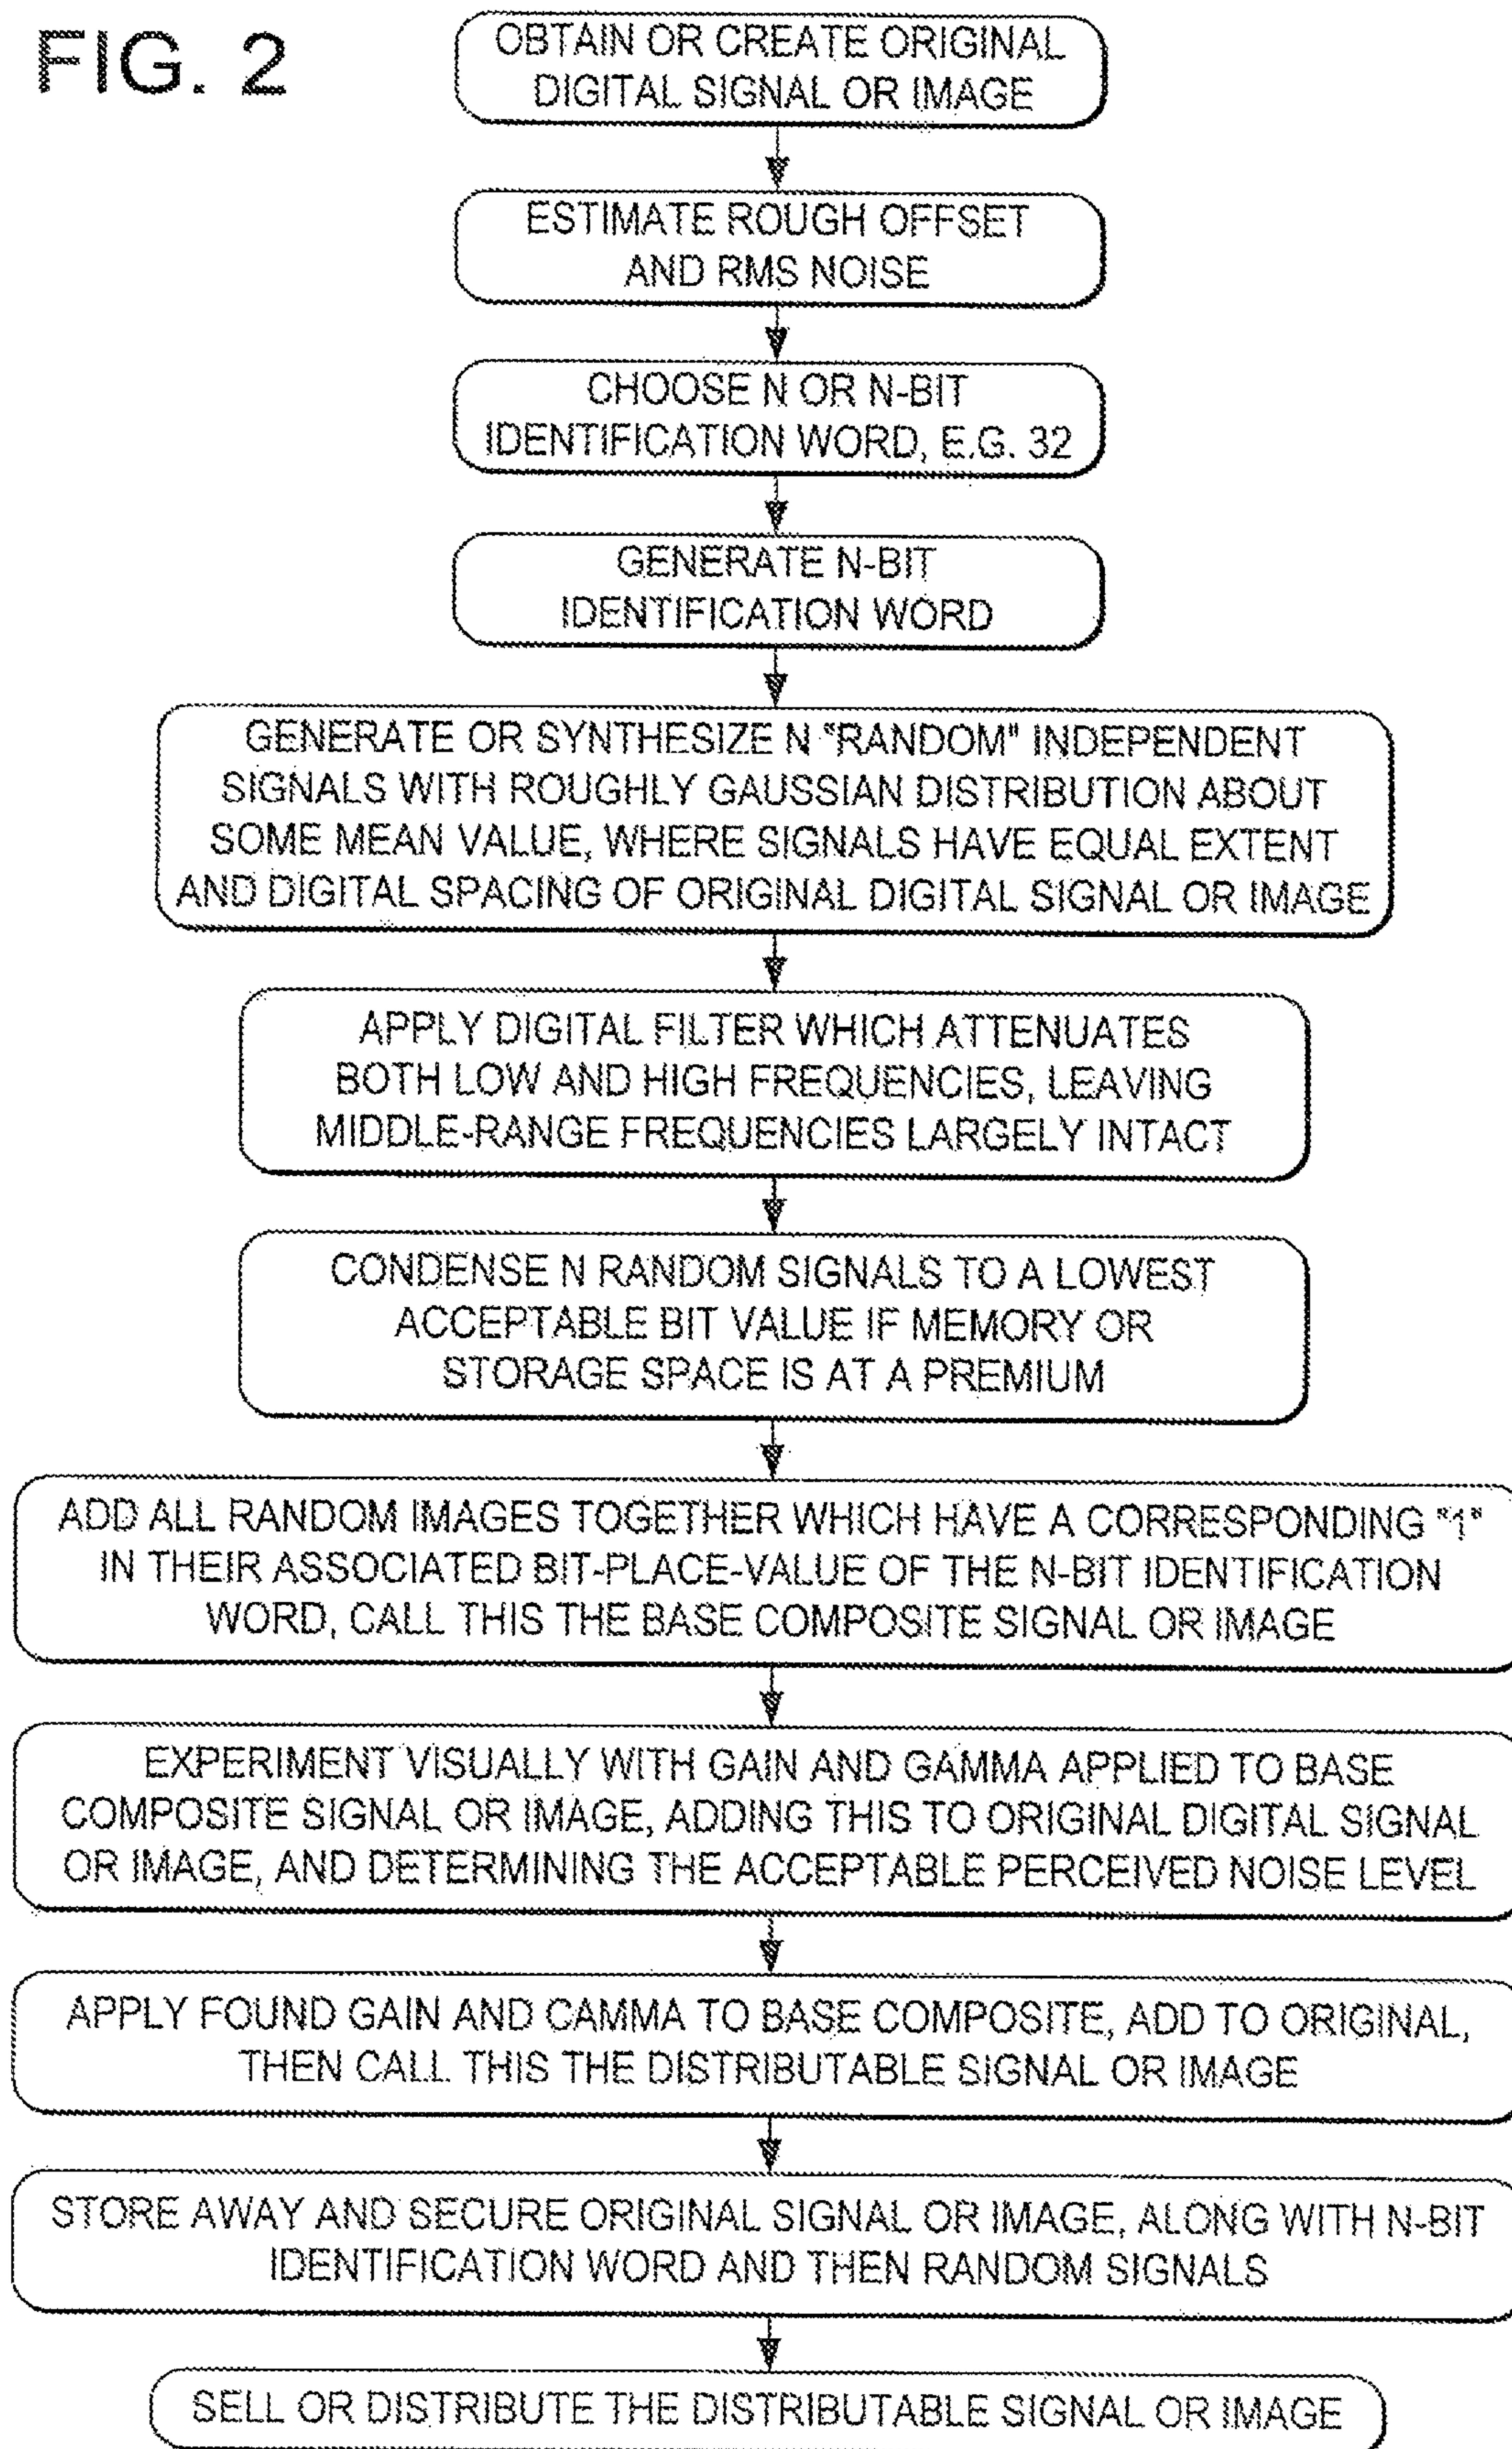 FIG. 2
OBTAIN OR CREATE ORIGINAL
DIGITAL SIGNAL OR IMAGE
ESTIMATE ROUGH OFFSET
AND RMS NOISE
CHOOSE N OR N-BIT
IDENTIFICATION WORD, E.G. 32
GENERATE N-BIT
IDENTIFICATION WORD
GENERATE OR SYNTHESIZE N "RANDOM" INDEPENDENT
SIGNALS WITH ROUGHLY GAUSSIAN DISTRIBUTION ABOUT
SOME MEAN VALUE, WHERE SIGNALS HAVE EQUAL EXTENT
AND DIGITAL SPACING OF ORIGINAL DIGITAL SIGNAL OR IMAGE
APPLY DIGITAL FILTER WHICH ATTENUATES
BOTH LOW AND HIGH FREQUENCIES, LEAVING
MIDDLE-RANGE FREQUENCIES LARGELY INTACT
CONDENSE N RANDOM SIGNALS TO A LOWEST
ACCEPTABLE BIT VALUE IF MEMORY OR
STORAGE SPACE IS AT A PREMIUM
ADD ALL RANDOM IMAGES TOGETHER WHICH HAVE A CORRESPONDING "1"
IN THEIR ASSOCIATED BIT-PLACE-VALUE OF THE N-BIT IDENTIFICATION
WORD, CALL THIS THE BASE COMPOSITE SIGNAL OR IMAGE
EXPERIMENT VISUALLY WITH GAIN AND GAMMA APPLIED TO BASE
COMPOSITE SIGNAL OR IMAGE, ADDING THIS TO ORIGINAL DIGITAL SIGNAL
OR IMAGE, AND DETERMINING THE ACCEPTABLE PERCEIVED NOISE LEVEL
APPLY FOUND GAIN AND CAMMA TO BASE COMPOSITE, ADD TO ORIGINAL,
THEN CALL THIS THE DISTRIBUTABLE SIGNAL OR IMAGE
STORE AWAY AND SECURE ORIGINAL SIGNAL OR IMAGE, ALONG WITH N-BIT
IDENTIFICATION WORD AND THEN RANDOM SIGNALS
SELL OR DISTRIBUTE THE DISTRIBUTABLE SIGNAL OR IMAGE